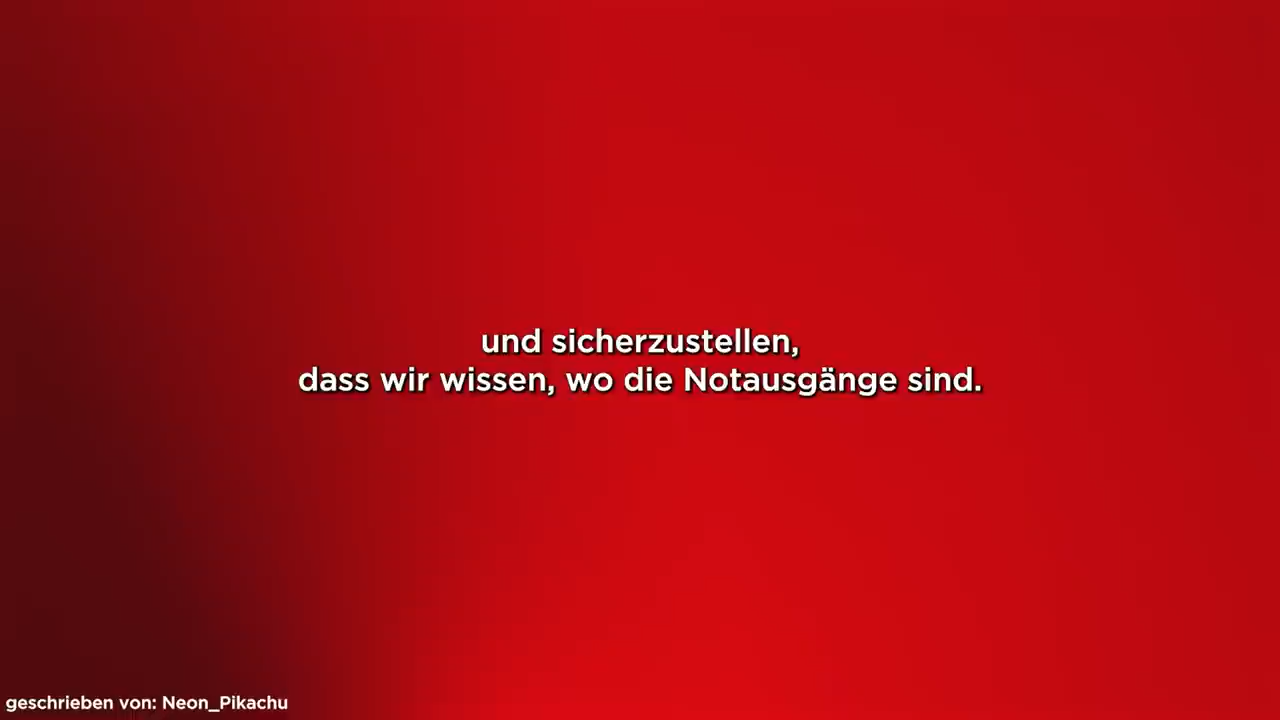 und sicherzustellen,
dass wir wissen, wo die Notausgänge sind.
geschrieben von: Neon_Pikachu